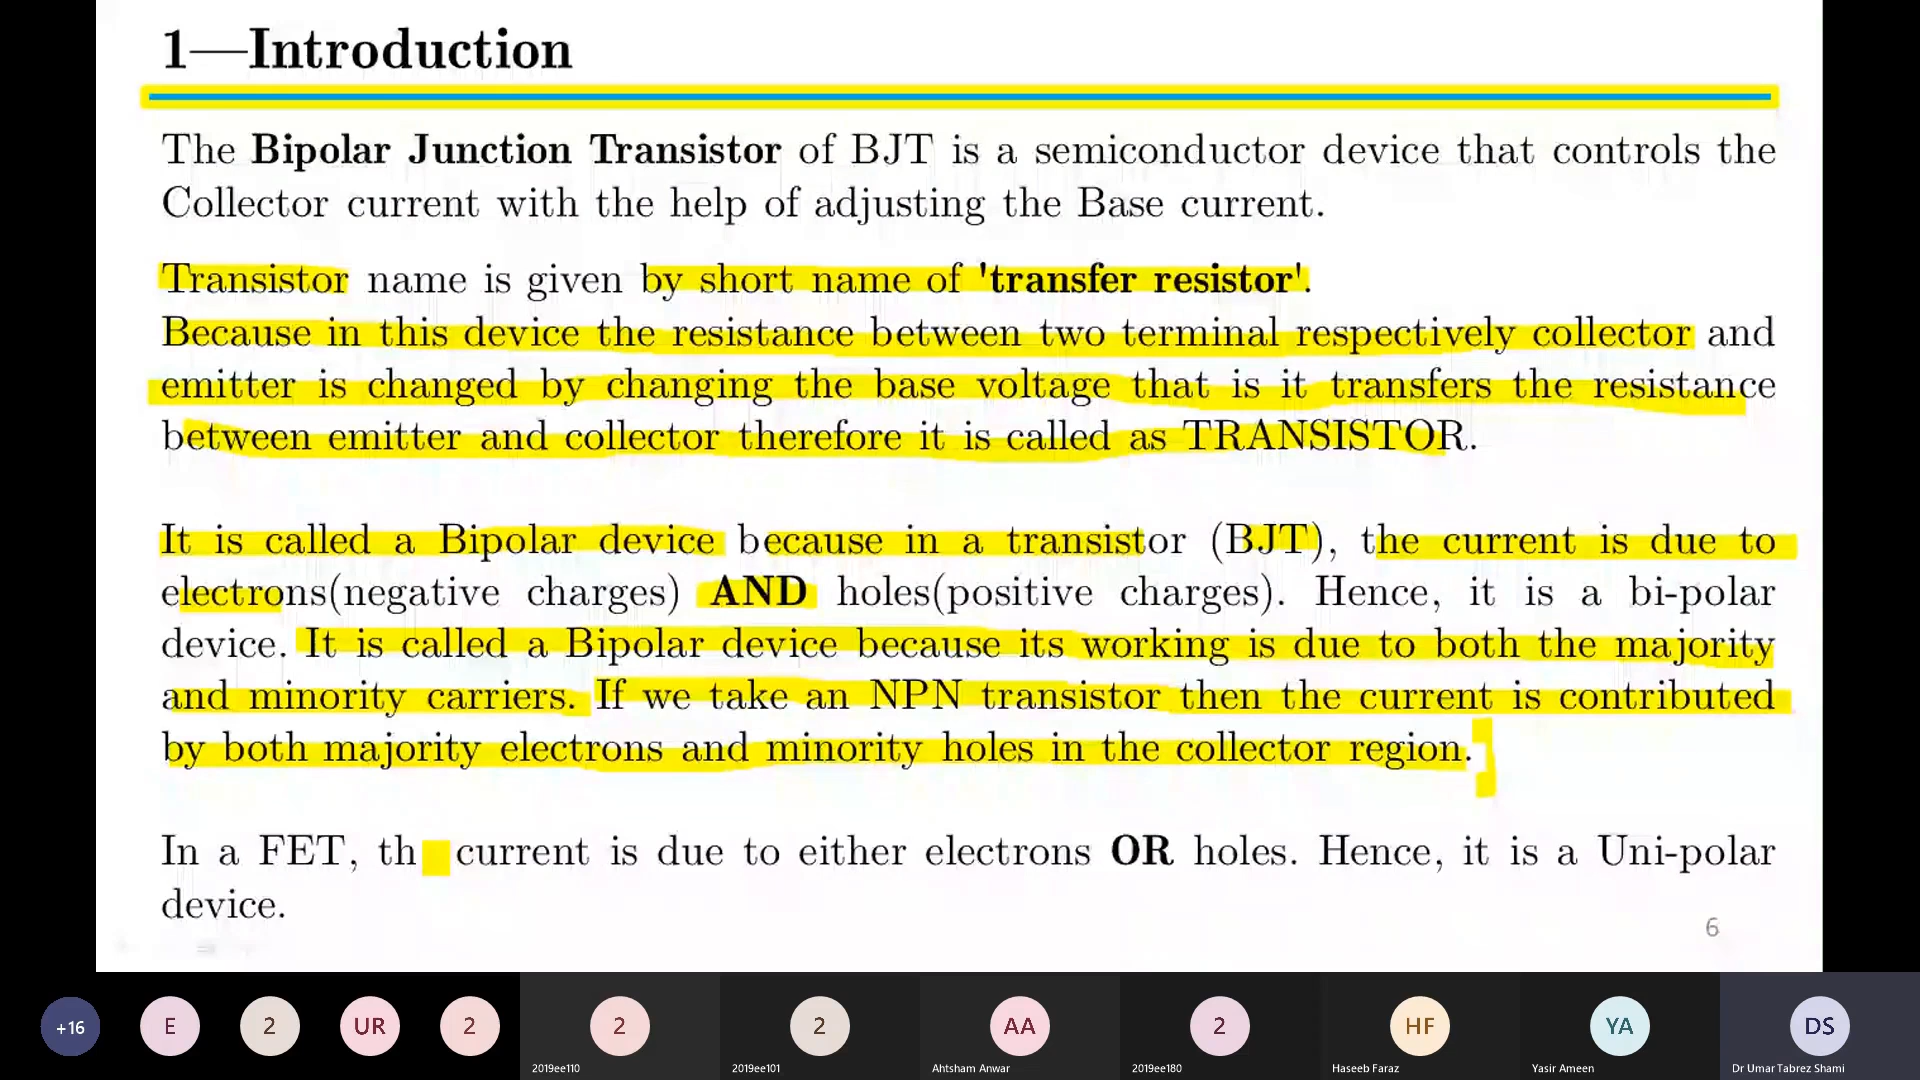 1—Introduction
The Bipolar Junction Transistor of BJT is a semiconductor device that controls the
Collector current with the help of adjusting the Base current.
Transistor name is given by short name of 'transfer resistor'.
Because in this device the resistance between two terminal respectively collector and
emitter is changed by changing the base voltage that is it transfers the resistance
between emitter and collector therefore it is called as TRANSISTOR.
It is called a Bipolar device because in a transistor (BJT), the current is due to
electrons(negative charges) AND holes(positive charges). Hence, it is a bi-polar
device. It is called a Bipolar device because its working is due to both the majority
and minority carriers. If we take an NPN transistor then the current is contributed
by both majority electrons and minority holes in the collector region.
In a FET, th current is due to either electrons OR holes. Hence, it is a Uni-polar
device.
6
+16 E 2 UR 2 2 2 AA 2 HF YA DS
2019ee110 2019ee101 Ahtsham Anwar 2019ee180 Haseeb Faraz Yasir Ameen Dr Umar Tabrez Shami